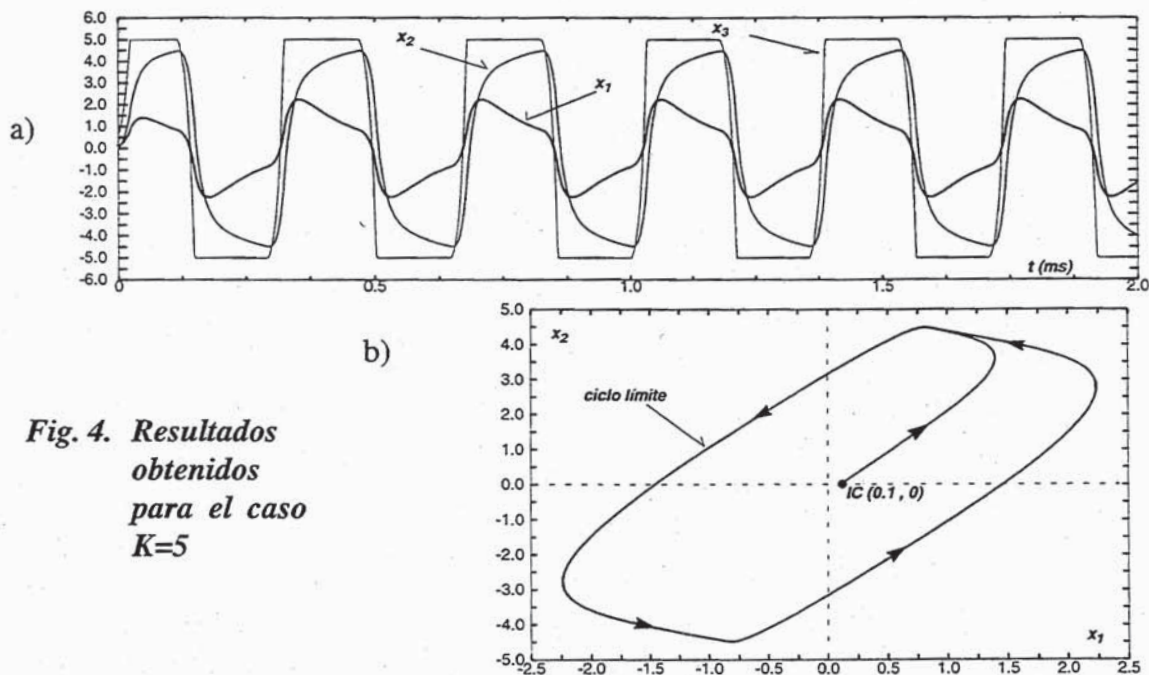 a)
6.0
5.0
4.0
3.0
2.0
1.0
0.0
-1.0
-2.0
-3.0
-4.0
-5.0
-6.0
x2
x1
x3
t (ms)
0 0.5 1.0 1.5 2.0
b)
5.0
4.0
3.0
2.0
1.0
0.0
-1.0
-2.0
-3.0
-4.0
-5.0
x2
ciclo límite
IC (0.1 , 0)
x1
-2.5 -2.0 -1.5 -1.0 -0.5 0.0 0.5 1.0 1.5 2.0 2.5
Fig. 4. Resultados
obtenidos
para el caso
K=5